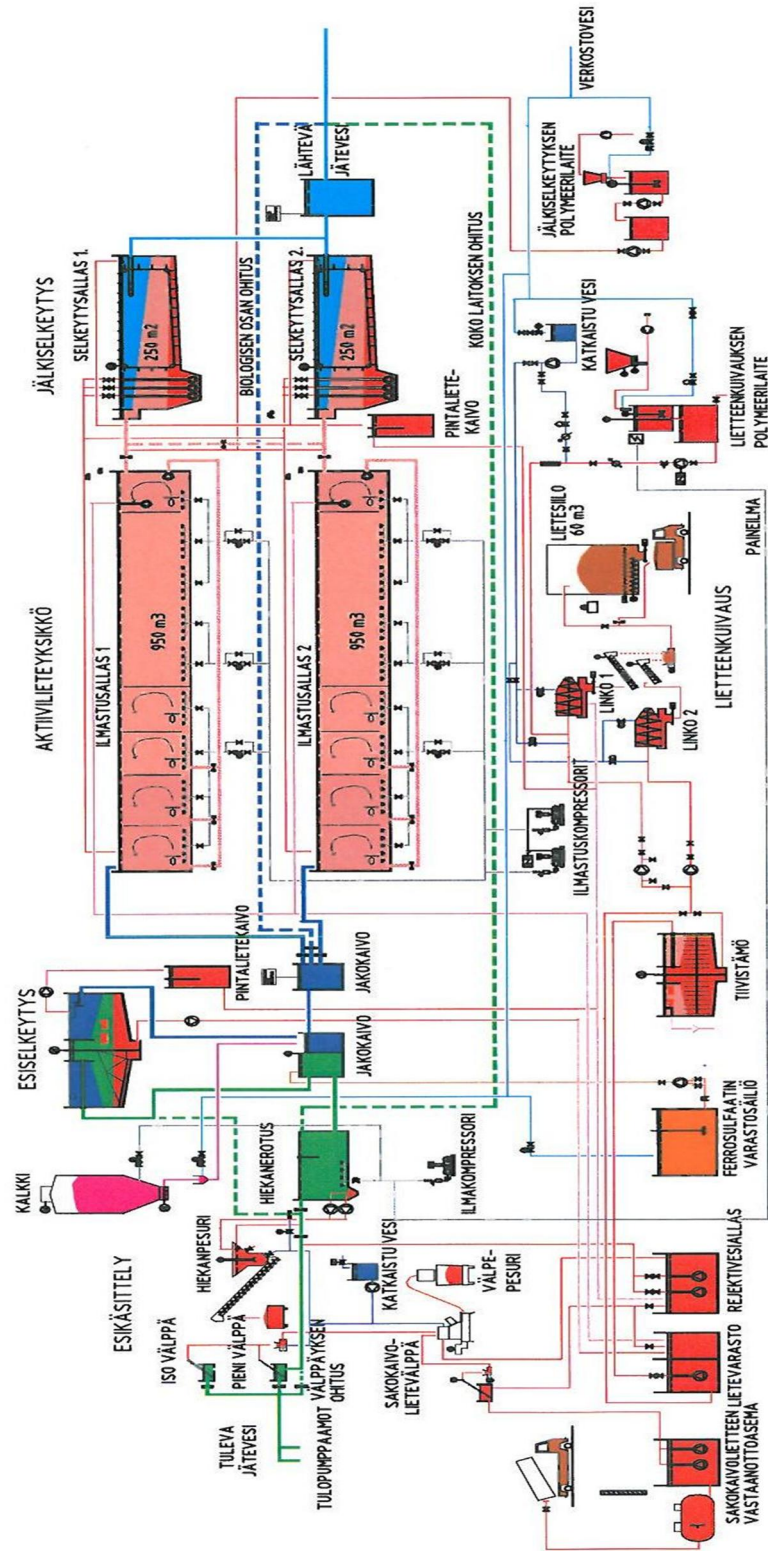 ESIKÄSITTELY
ESISELKEYTYS
AKTIIVILIETEYKSIKKÖ
JÄLKISELKEYTYS
KALKKI
ISO VÄLPPÄ
PIENI VÄLPPÄ
HIEKANPESURI
HIEKANEROTUS
TULEVA
JÄTEVESI
TULOPUMPPAAMOT
VÄLPPÄYKSEN
OHITUS
PINTALIETEKAIVO
JAKOKAIVO
JAKOKAIVO
ILMASTUSALLAS 1
950 m3
ILMASTUSALLAS 2
950 m3
SELKEYTYSALLAS 1.
250 m2
BIOLOGISEN OSAN OHITUS
SELKEYTYSALLAS 2.
250 m2
LÄHTEVÄ
JÄTEVESI
KOKO LAITOKSEN OHITUS
PINTALIETE-
KAIVO
KATKAISTU VESI
VÄLPE-
PESURI
SAKOKAIVO-
LIETEVÄLPPÄ
ILMAKOMPRESSORI
ILMASTUSKOMPRESSORIT
LINKO 1
LINKO 2
LIETESIILO
60 m3
LIETTEENKUIVAUS
PAINEILMA
KATKAISTU VESI
LIETTEENKUIVAUKSEN
POLYMEERILAITE
JÄLKISELKEYTYKSEN
POLYMEERILAITE
VERKOSTOVESI
SAKOKAIVOLIETTEEN
VASTAANOTTOASEMA
LIETEVARASTO
REJEKTIVESIALLAS
FERROSULFAATIN
VARASTOSÄILIÖ
TIIVISTÄMÖ